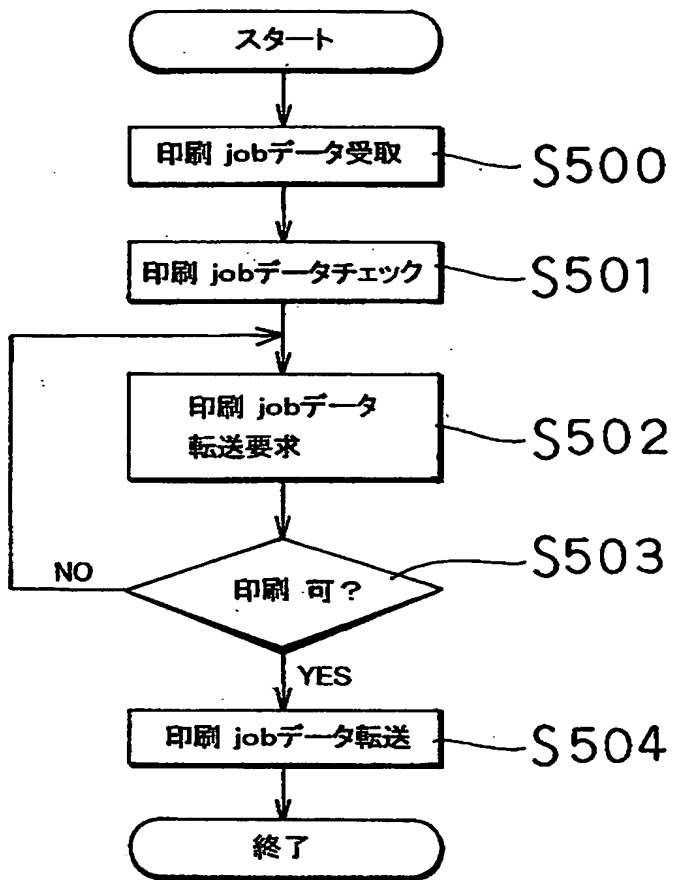 スタート
印刷 jobデータ受取
S500
印刷 jobデータチェック
S501
印刷 jobデータ
転送要求
S502
印刷 可?
S503
NO
YES
印刷 jobデータ転送
S504
終了